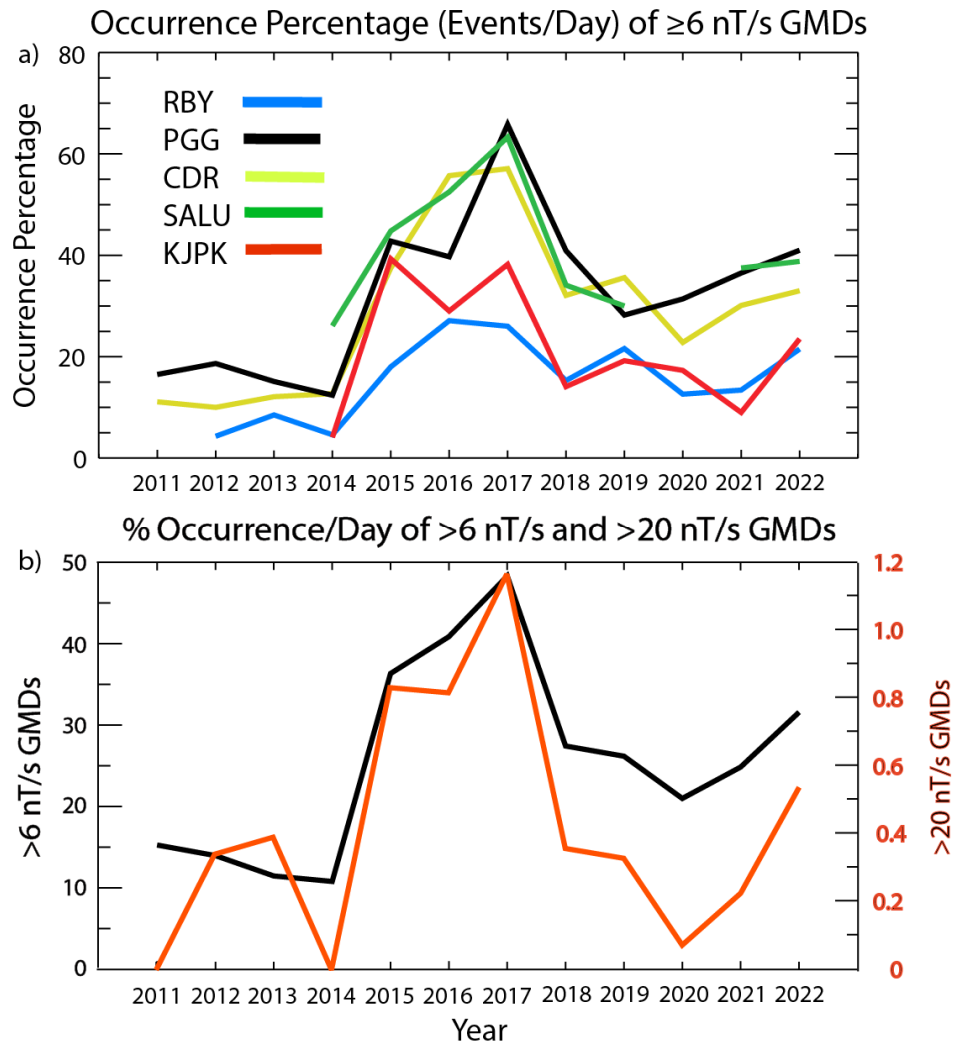 Occurrence Percentage (Events/Day) of ≥6 nT/s GMDs
a)
80
60
40
20
0
Occurrence Percentage
RBY
PGG
CDR
SALU
KJPK
2011 2012 2013 2014 2015 2016 2017 2018 2019 2020 2021 2022
% Occurrence/Day of >6 nT/s and >20 nT/s GMDs
b)
50
40
30
20
10
0
>6 nT/s GMDs
1.2
1.0
0.8
0.6
0.4
0.2
0
>20 nT/s GMDs
2011 2012 2013 2014 2015 2016 2017 2018 2019 2020 2021 2022
Year